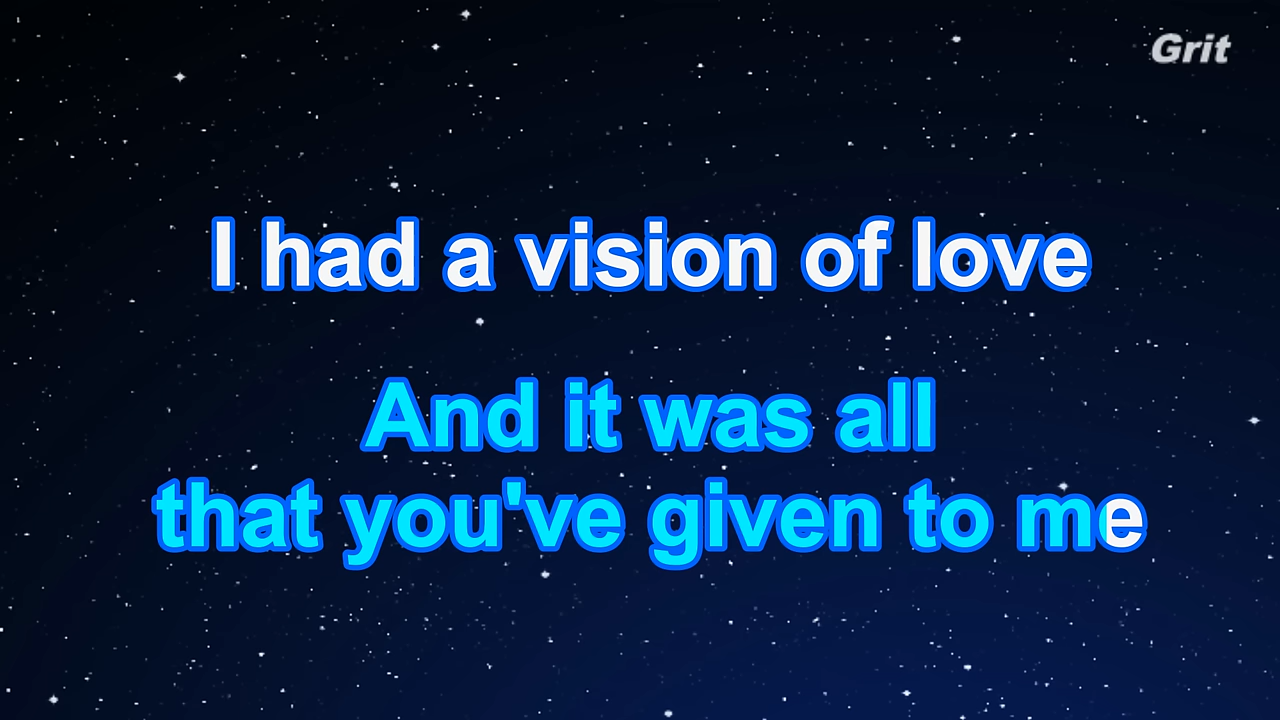 Grit
I had a vision of love
And it was all
that you've given to me